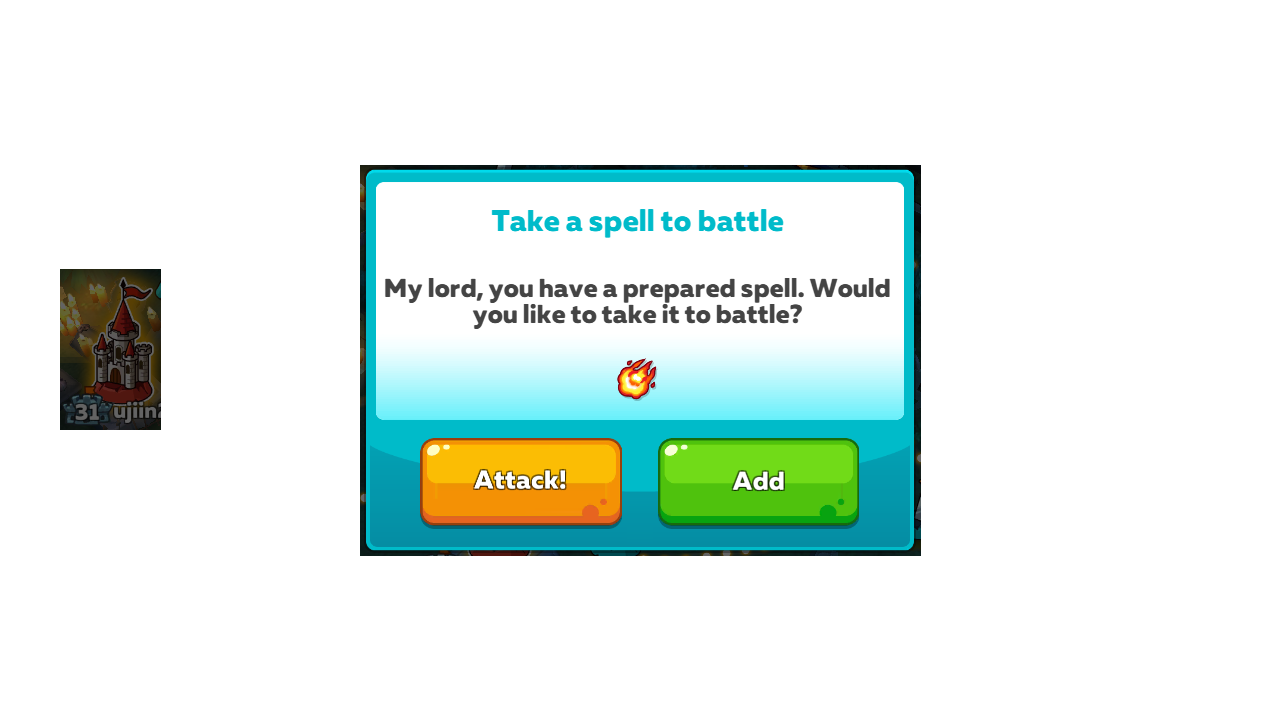 Take a spell to battle
My lord, you have a prepared spell. Would
you like to take it to battle?
31
Attack!
Add